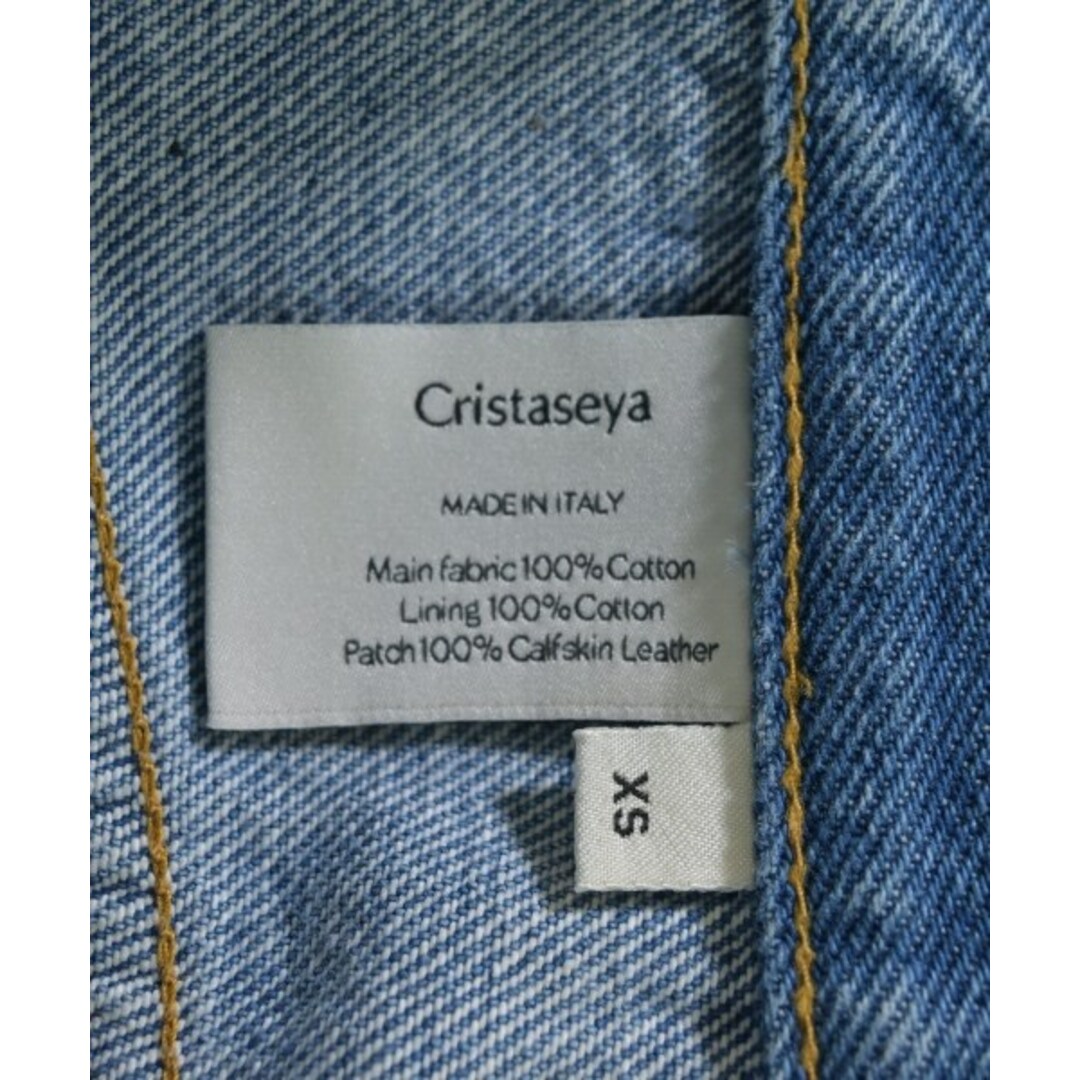 Cristaseya
MADE IN ITALY
Main fabric 100% Cotton
Lining 100% Cotton
Patch 100% Calfskin Leather
XS